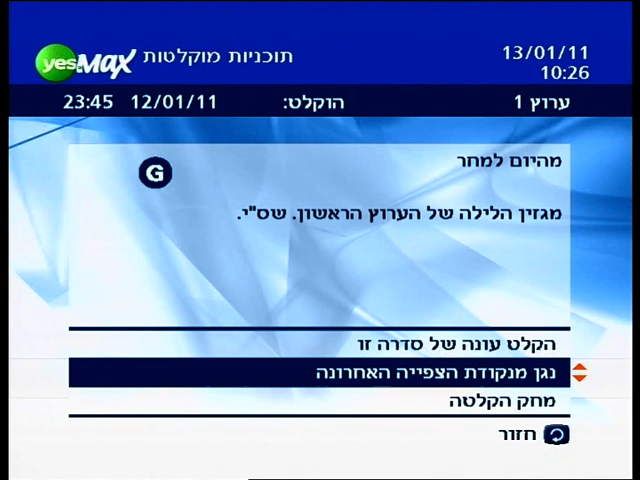 yesMax תוכניות מוקלטות 13/01/11
10:26
ערוץ 1 הוקלט: 12/01/11 23:45
מהיום למחר
G
מגזין הלילה של הערוץ הראשון. שס"י.
הקלט עונה של סדרה זו
נגן מנקודת הצפייה האחרונה
מחק הקלטה
חזור